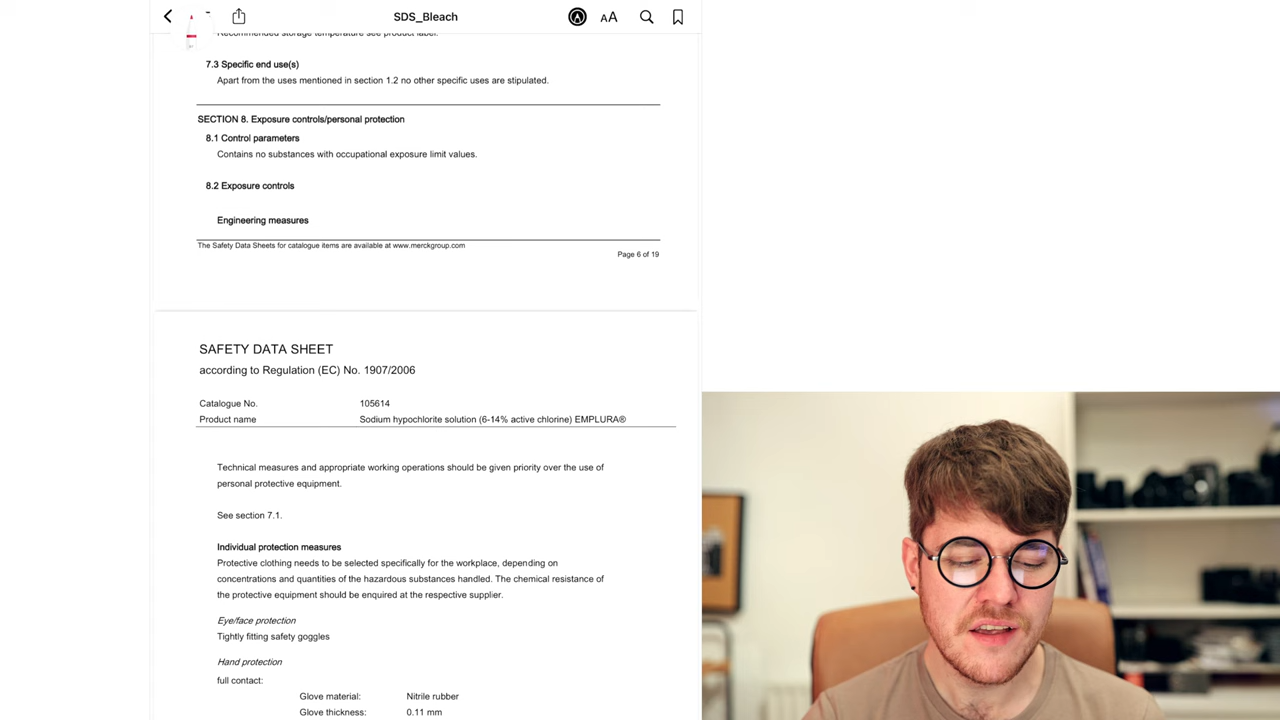 SDS_Bleach
AA
Recommended storage temperature see product label.
7.3 Specific end use(s)
Apart from the uses mentioned in section 1.2 no other specific uses are stipulated.
SECTION 8. Exposure controls/personal protection
8.1 Control parameters
Contains no substances with occupational exposure limit values.
8.2 Exposure controls
Engineering measures
The Safety Data Sheets for catalogue items are available at www.merckgroup.com
Page 6 of 19
SAFETY DATA SHEET
according to Regulation (EC) No. 1907/2006
Catalogue No. 105614
Product name Sodium hypochlorite solution (6-14% active chlorine) EMPLURA®
Technical measures and appropriate working operations should be given priority over the use of
personal protective equipment.
See section 7.1.
Individual protection measures
Protective clothing needs to be selected specifically for the workplace, depending on
concentrations and quantities of the hazardous substances handled. The chemical resistance of
the protective equipment should be enquired at the respective supplier.
Eye/face protection
Tightly fitting safety goggles
Hand protection
full contact:
Glove material: Nitrile rubber
Glove thickness: 0.11 mm